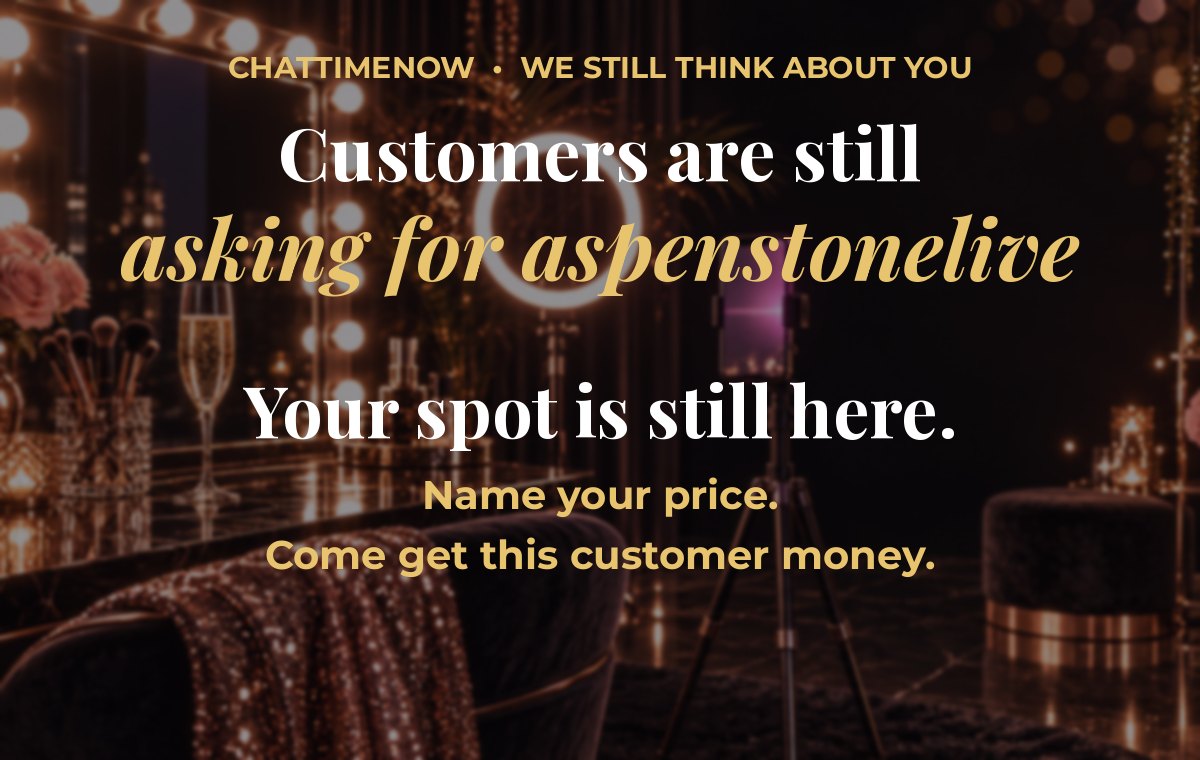 CHATTIMENOW • WE STILL THINK ABOUT YOU
Customers are still
asking for aspenstonelive
Your spot is still here.
Name your price.
Come get this customer money.